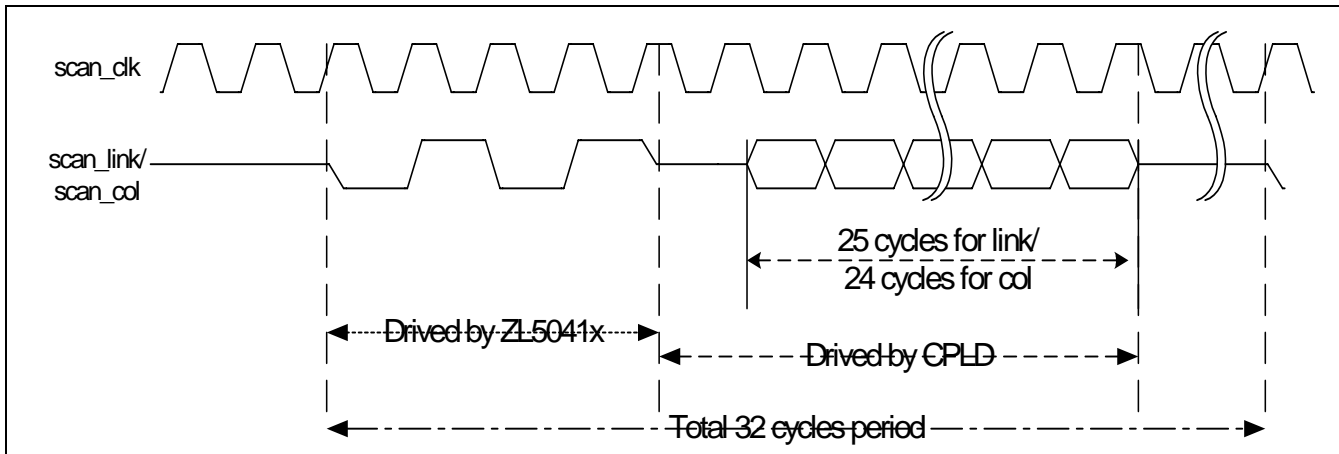 scan_clk
scan_link/
scan_col
25 cycles for link/
24 cycles for col
Drived by ZL5041x
Drived by CPLD
Total 32 cycles period